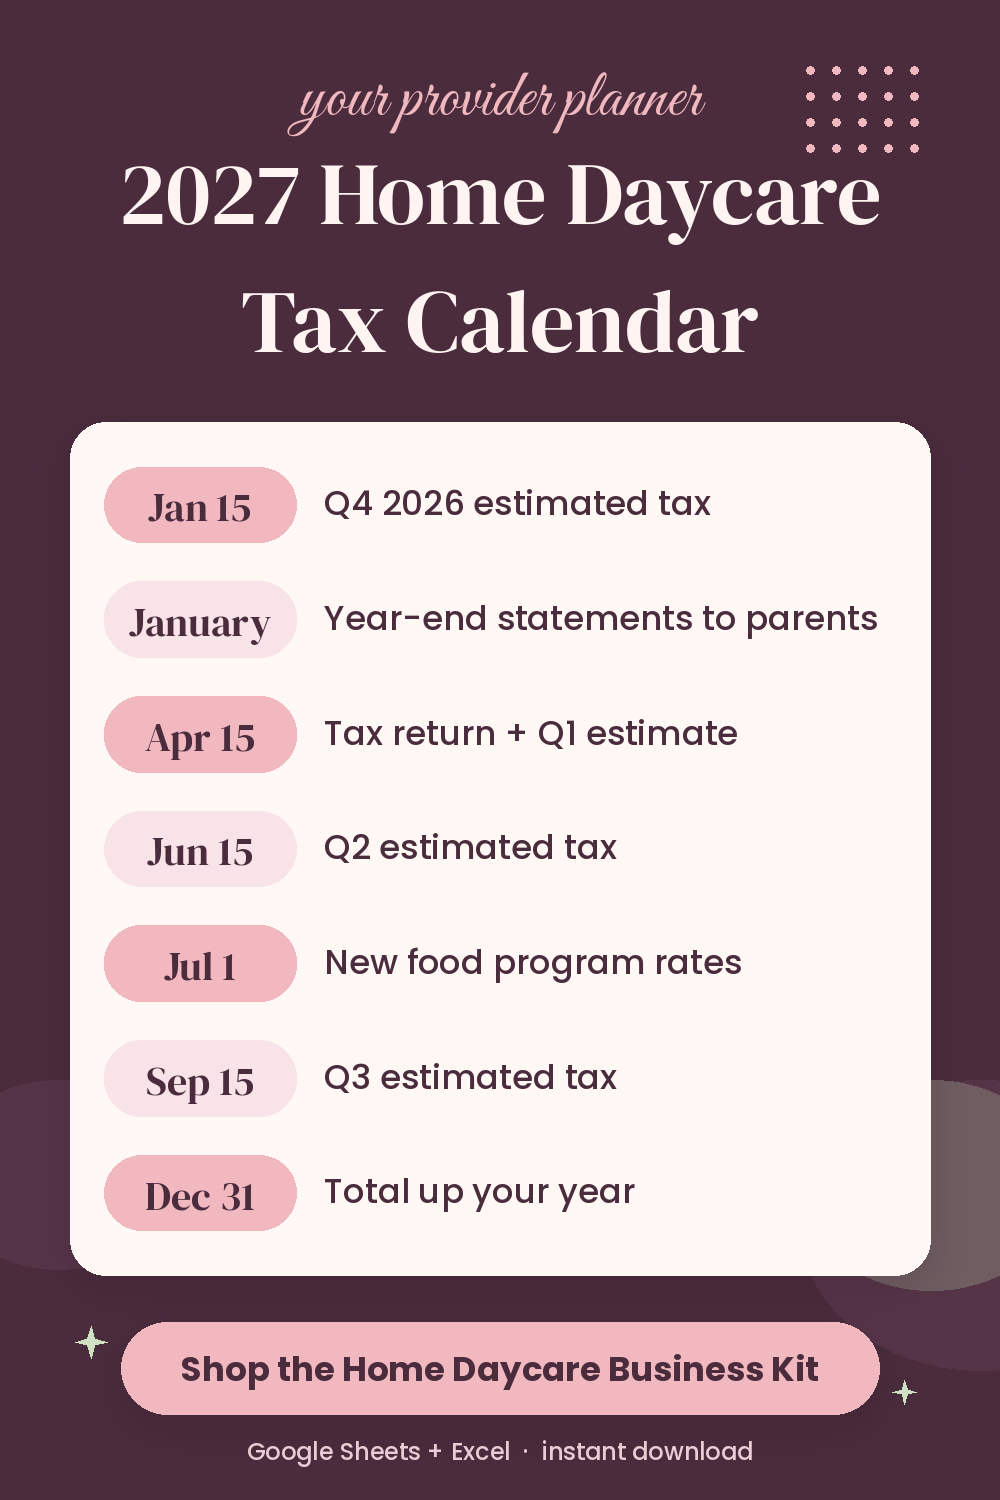 your provider planner
2027 Home Daycare
Tax Calendar
Jan 15 Q4 2026 estimated tax
January Year-end statements to parents
Apr 15 Tax return + Q1 estimate
Jun 15 Q2 estimated tax
Jul 1 New food program rates
Sep 15 Q3 estimated tax
Dec 31 Total up your year
Shop the Home Daycare Business Kit
Google Sheets + Excel · instant download